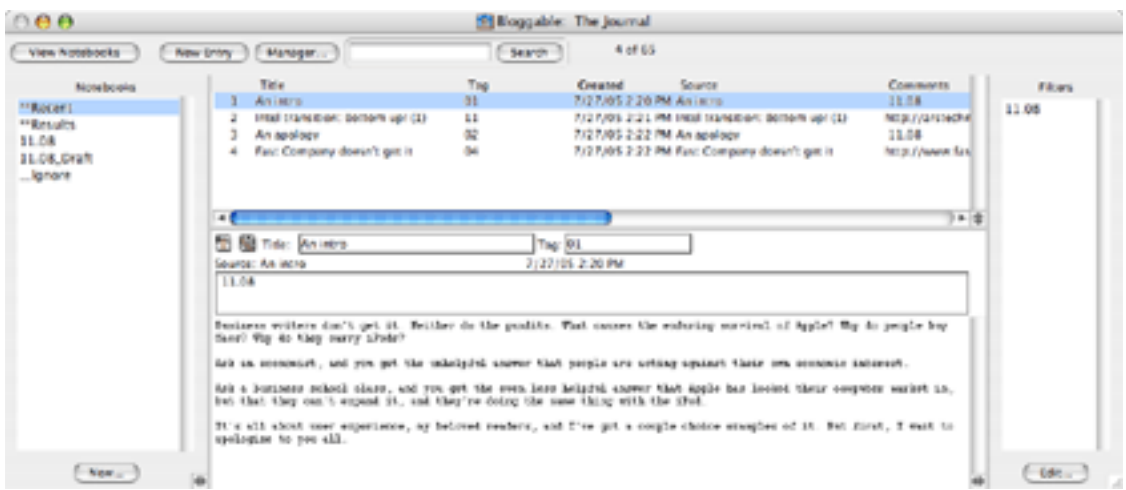 Bloggable: The Journal
View Notebooks New Entry Manager... Search 4 of 65
Notebooks
**Recent
**Results
11.08
11.08_Draft
_Ignore
Title Tag Created Source Comments
1 An intro 01 7/27/05 2:20 PM An intro 11.08
2 Intel transition: bottom up! (1) 11 7/27/05 2:21 PM Intel transition: bottom up! (1) http://arstechn
3 An apology 02 7/27/05 2:22 PM An apology 11.08
4 Fast Company doesn't get it 04 7/27/05 2:22 PM Fast Company doesn't get it http://www.fas
Filters
11.08
Title: An intro Tag: 01
Source: An intro 7/27/05 2:20 PM
11.08
Business writers don't get it. Neither do the pundits. What causes the enduring survival of Apple? Why do people buy
Why do they marry iPods?
Ask an economist, and you get the unhelpful answer that people are acting against their own economic interest.
Ask a business school class, and you get the even less helpful answer that Apple has locked their computer market in,
but that they can't expand it, and they're doing the same thing with the iPod.
It's all about user experience, my beloved readers, and I've got a couple choice examples of it. But first, I want to
apologize to you all.
New... Edit...